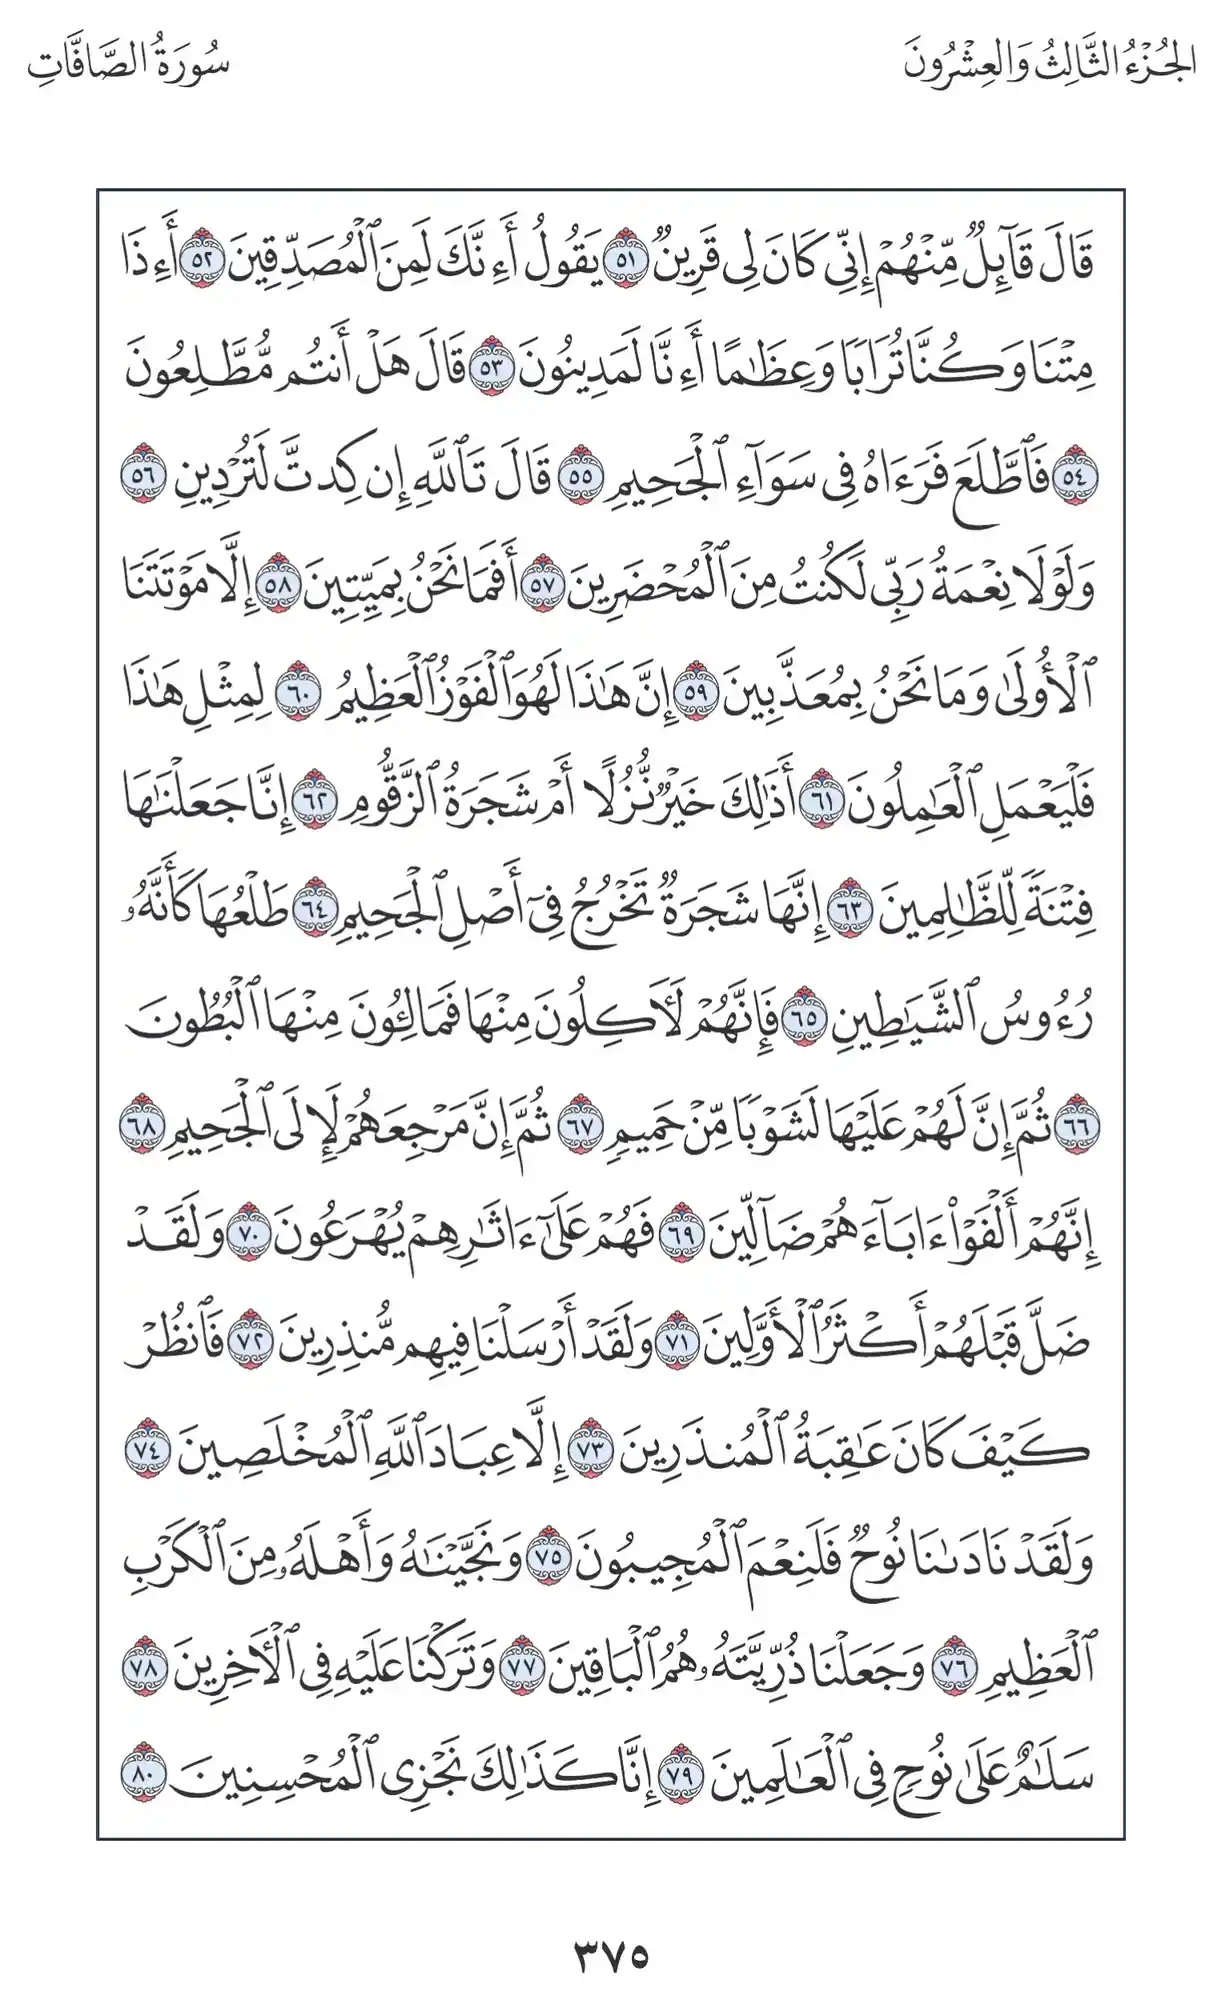 الجُزْءُ الثَّالِثُ وَالعِشْرُونَ
سُورَةُ الصَّافَّاتِ
قَالَ قَآئِلٌ مِّنْهُمْ إِنِّى كَانَ لِى قَرِينٌ ٥١ يَقُولُ أَءِنَّكَ لَمِنَ ٱلْمُصَدِّقِينَ ٥٢ أَءِذَا
مِتْنَا وَكُنَّا تُرَابًا وَعِظَٰمًا أَءِنَّا لَمَدِينُونَ ٥٣ قَالَ هَلْ أَنتُم مُّطَّلِعُونَ
٥٤ فَٱطَّلَعَ فَرَءَاهُ فِى سَوَآءِ ٱلْجَحِيمِ ٥٥ قَالَ تَٱللَّهِ إِن كِدتَّ لَتُرْدِينِ ٥٦
وَلَوْلَا نِعْمَةُ رَبِّى لَكُنتُ مِنَ ٱلْمُحْضَرِينَ ٥٧ أَفَمَا نَحْنُ بِمَيِّتِينَ ٥٨ إِلَّا مَوْتَتَنَا
ٱلْأُولَىٰ وَمَا نَحْنُ بِمُعَذَّبِينَ ٥٩ إِنَّ هَٰذَا لَهُوَ ٱلْفَوْزُ ٱلْعَظِيمُ ٦٠ لِمِثْلِ هَٰذَا
فَلْيَعْمَلِ ٱلْعَٰمِلُونَ ٦١ أَذَٰلِكَ خَيْرٌ نُّزُلًا أَمْ شَجَرَةُ ٱلزَّقُّومِ ٦٢ إِنَّا جَعَلْنَٰهَا
فِتْنَةً لِّلظَّٰلِمِينَ ٦٣ إِنَّهَا شَجَرَةٌ تَخْرُجُ فِىٓ أَصْلِ ٱلْجَحِيمِ ٦٤ طَلْعُهَا كَأَنَّهُۥ
رُءُوسُ ٱلشَّيَٰطِينِ ٦٥ فَإِنَّهُمْ لَءَاكِلُونَ مِنْهَا فَمَالِـُٔونَ مِنْهَا ٱلْبُطُونَ
٦٦ ثُمَّ إِنَّ لَهُمْ عَلَيْهَا لَشَوْبًا مِّنْ حَمِيمٍ ٦٧ ثُمَّ إِنَّ مَرْجِعَهُمْ لَإِلَى ٱلْجَحِيمِ ٦٨
إِنَّهُمْ أَلْفَوْا۟ ءَابَآءَهُمْ ضَآلِّينَ ٦٩ فَهُمْ عَلَىٰٓ ءَاثَٰرِهِمْ يُهْرَعُونَ ٧٠ وَلَقَدْ
ضَلَّ قَبْلَهُمْ أَكْثَرُ ٱلْأَوَّلِينَ ٧١ وَلَقَدْ أَرْسَلْنَا فِيهِم مُّنذِرِينَ ٧٢ فَٱنظُرْ
كَيْفَ كَانَ عَٰقِبَةُ ٱلْمُنذَرِينَ ٧٣ إِلَّا عِبَادَ ٱللَّهِ ٱلْمُخْلَصِينَ ٧٤
وَلَقَدْ نَادَىٰنَا نُوحٌ فَلَنِعْمَ ٱلْمُجِيبُونَ ٧٥ وَنَجَّيْنَٰهُ وَأَهْلَهُۥ مِنَ ٱلْكَرْبِ
ٱلْعَظِيمِ ٧٦ وَجَعَلْنَا ذُرِّيَّتَهُۥ هُمُ ٱلْبَاقِينَ ٧٧ وَتَرَكْنَا عَلَيْهِ فِى ٱلْءَاخِرِينَ ٧٨
سَلَٰمٌ عَلَىٰ نُوحٍ فِى ٱلْعَٰلَمِينَ ٧٩ إِنَّا كَذَٰلِكَ نَجْزِى ٱلْمُحْسِنِينَ ٨٠
٣٧٥